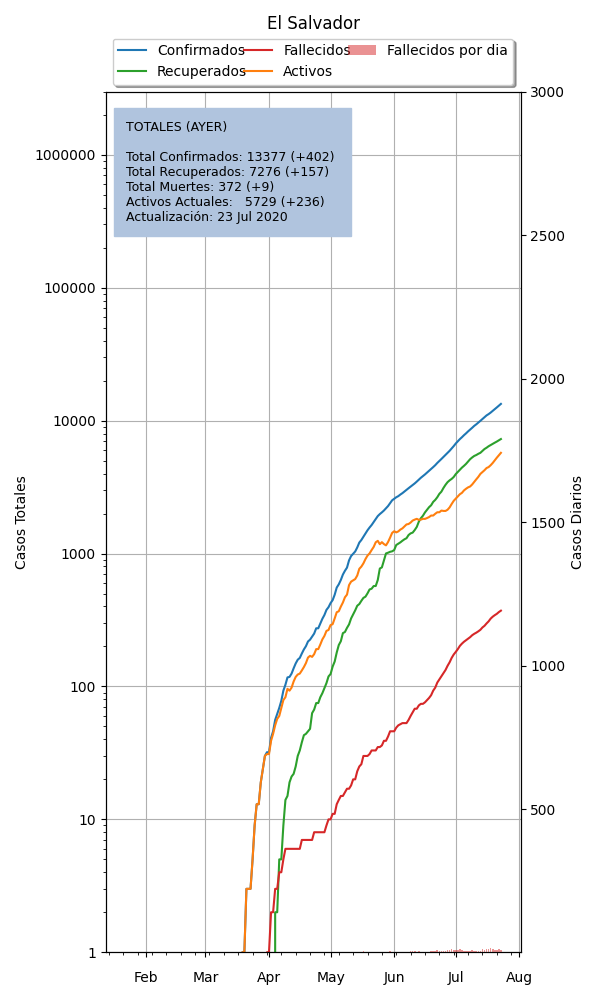 El Salvador
Confirmados Fallecidos Fallecidos por dia
Recuperados Activos
TOTALES (AYER)
Total Confirmados: 13377 (+402)
Total Recuperados: 7276 (+157)
Total Muertes: 372 (+9)
Activos Actuales: 5729 (+236)
Actualización: 23 Jul 2020
1000000
100000
10000
1000
100
10
1
Casos Totales
3000
2500
2000
1500
1000
500
Casos Diarios
Feb Mar Apr May Jun Jul Aug